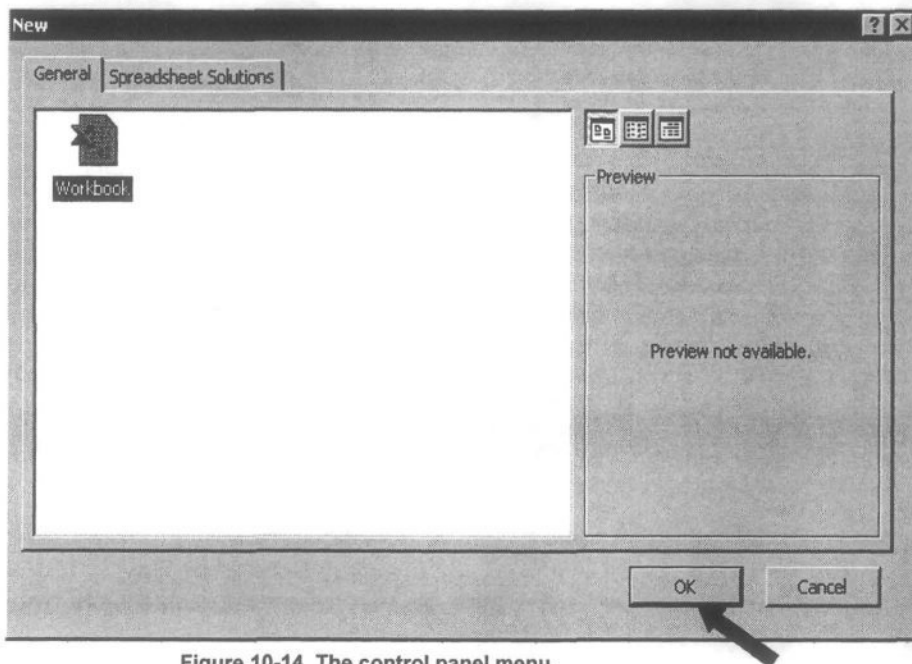 New
General Spreadsheet Solutions
Workbook
Preview
Preview not available.
OK Cancel
Figure 10-14. The control panel menu